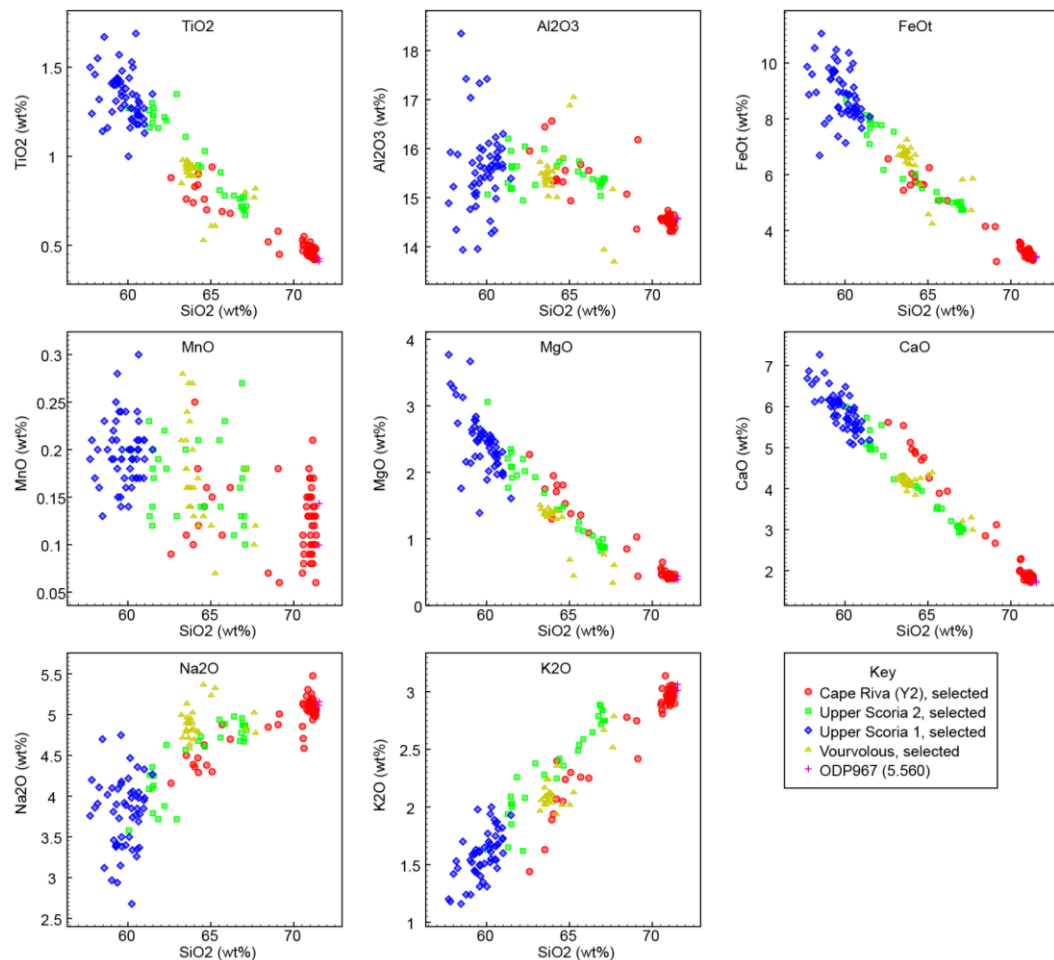 TiO2
TiO2 (wt%)
1.5
1
0.5
60
65
70
SiO2 (wt%)
Al2O3
Al2O3 (wt%)
18
17
16
15
14
60
65
70
SiO2 (wt%)
FeOt
FeOt (wt%)
10
8
6
4
60
65
70
SiO2 (wt%)
MnO
MnO (wt%)
0.3
0.25
0.2
0.15
0.1
0.05
60
65
70
SiO2 (wt%)
MgO
MgO (wt%)
4
3
2
1
0
60
65
70
SiO2 (wt%)
CaO
CaO (wt%)
7
6
5
4
3
2
60
65
70
SiO2 (wt%)
Na2O
Na2O (wt%)
5.5
5
4.5
4
3.5
3
2.5
60
65
70
SiO2 (wt%)
K2O
K2O (wt%)
3
2.5
2
1.5
1
60
65
70
SiO2 (wt%)
Key
Cape Riva (Y2), selected
Upper Scoria 2, selected
Upper Scoria 1, selected
Vourvolous, selected
ODP967 (5.560)